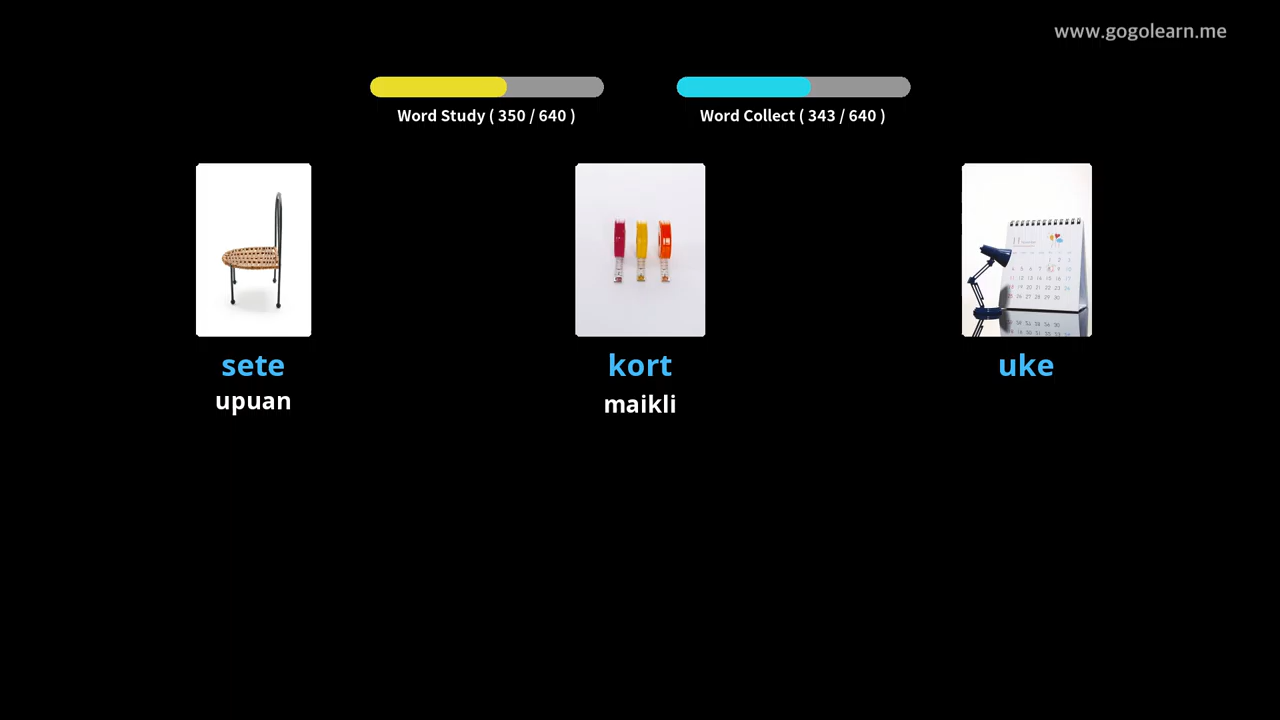 www.gogolearn.me
Word Study ( 350 / 640 )
Word Collect ( 343 / 640 )
sete
upuan
kort
maikli
uke